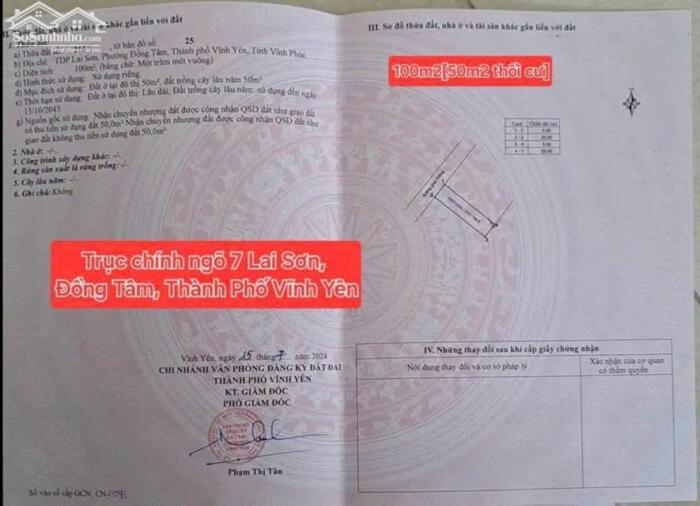 SoSanhnha.com
II. nhà ở và tài sản khác gắn liền với đất
1. Thửa đất
a) Thửa đất , tờ bản đồ số: 25
b) Địa chỉ: TDP Lai Sơn, Phường Đồng Tâm, Thành phố Vĩnh Yên, Tỉnh Vĩnh Phúc
c) Diện tích: 100m², (bằng chữ: Một trăm mét vuông)
d) Hình thức sử dụng: Sử dụng riêng
đ) Mục đích sử dụng: Đất ở tại đô thị 50m², đất trồng cây lâu năm 50m²
e) Thời hạn sử dụng: Đất ở tại đô thị: Lâu dài; Đất trồng cây lâu năm: sử dụng đến ngày
15/10/2043
g) Nguồn gốc sử dụng: Nhận chuyển nhượng đất được công nhận QSD đất như giao đất
có thu tiền sử dụng đất 50,0m² Nhận chuyển nhượng đất được công nhận QSD đất như
giao đất không thu tiền sử dụng đất 50,0m²
2. Nhà ở: -/-
3. Công trình xây dựng khác: -/-
4. Rừng sản xuất là rừng trồng: -/-
5. Cây lâu năm: -/-
6. Ghi chú: Không.
Trục chính ngõ 7 Lai Sơn,
Đồng Tâm, Thành Phố Vĩnh Yên
Vĩnh Yên, ngày 15 tháng 7 năm 2024
CHI NHÁNH VĂN PHÒNG ĐĂNG KÝ ĐẤT ĐAI
THÀNH PHỐ VĨNH YÊN
KT. GIÁM ĐỐC
PHÓ GIÁM ĐỐC
Phạm Thị Tân
Số vào sổ cấp GCN:
III. Sơ đồ thửa đất, nhà ở và tài sản khác gắn liền với đất
100m2[50m2 thổi cư]
IV. Những thay đổi sau khi cấp giấy chứng nhận
Nội dung thay đổi và cơ sở pháp lý
Xác nhận của cơ quan
có thẩm quyền